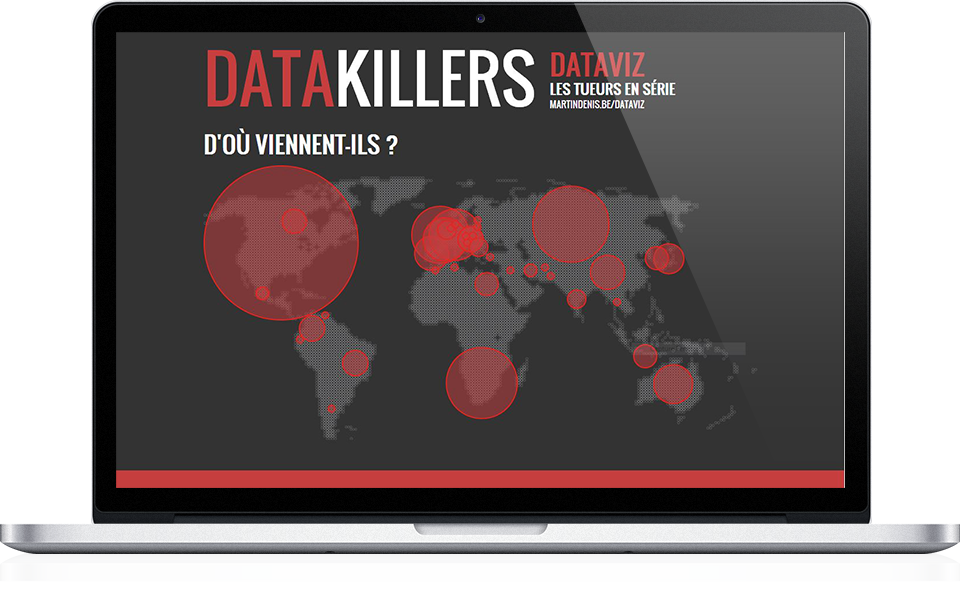 DATAKILLERS
DATAVIZ
LES TUEURS EN SÉRIE
MARTINDENIS.BE/DATAVIZ
D'OÙ VIENNENT-ILS ?